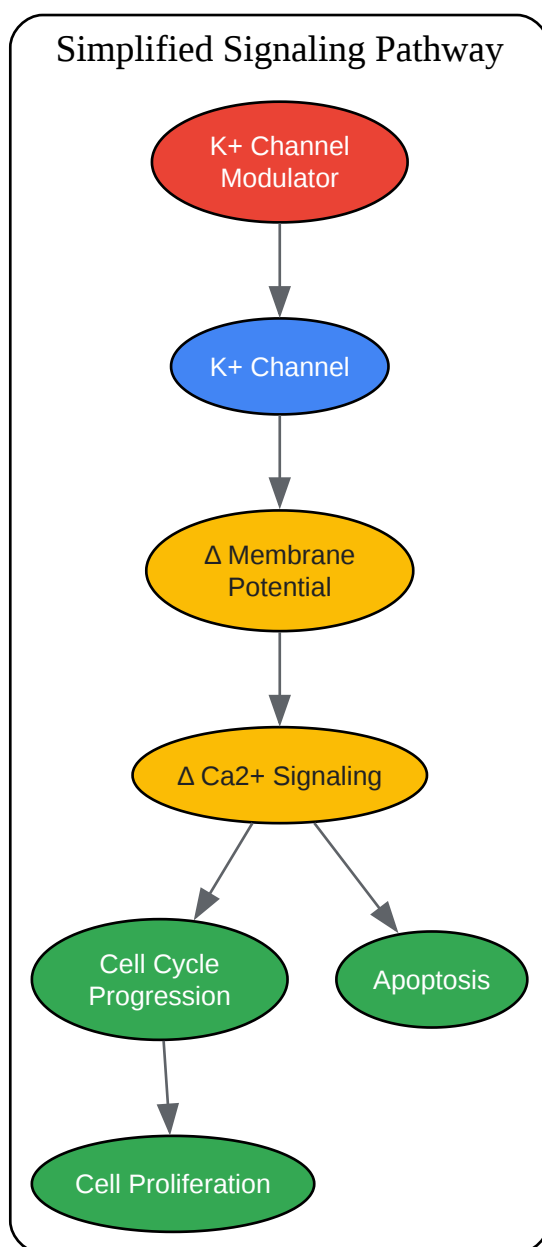 Simplified Signaling Pathway
K+ Channel
Modulator
K+ Channel
Δ Membrane
Potential
Δ Ca2+ Signaling
Cell Cycle
Progression
Apoptosis
Cell Proliferation